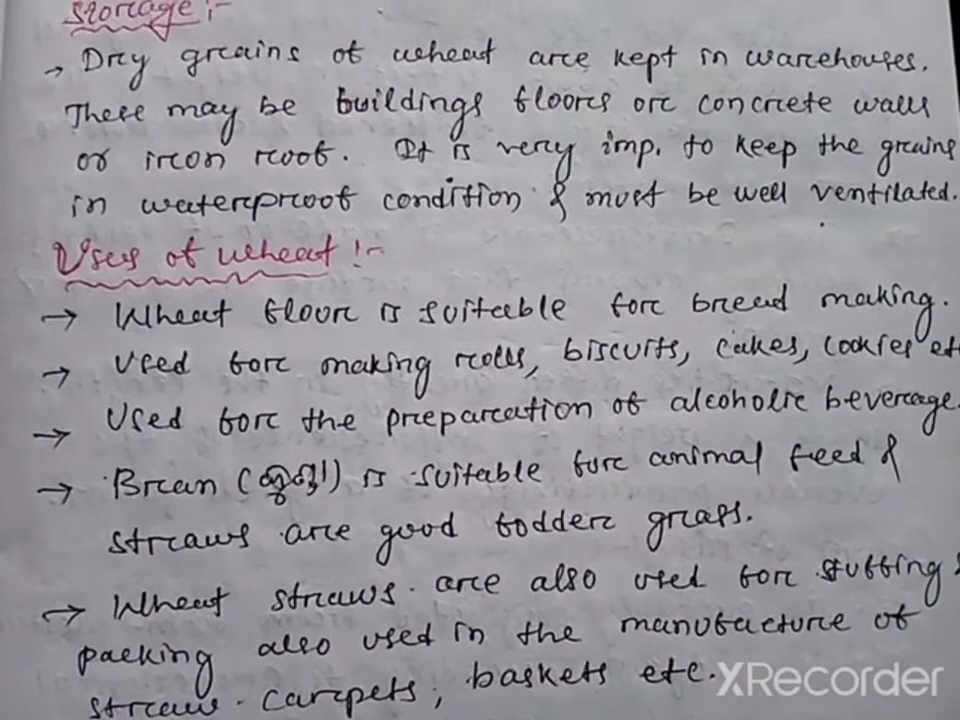 Storage :-
→ Dry grains of wheat are kept in warehouses.
These may be buildings floors or concrete walls
or iron roof. It is very imp. to keep the grains
in waterproof condition & must be well ventilated.
Uses of wheat :-
→ Wheat flour is suitable for bread making.
→ Used for making rolls, biscuits, cakes, cookies et
→ Used for the preparation of alcoholic beverage.
→ Bran ( ) is suitable for animal feed &
straws are good fodder grass.
→ Wheat straws are also used for stuffing &
packing also used in the manufacture of
straw carpets, baskets etc.
XRecorder